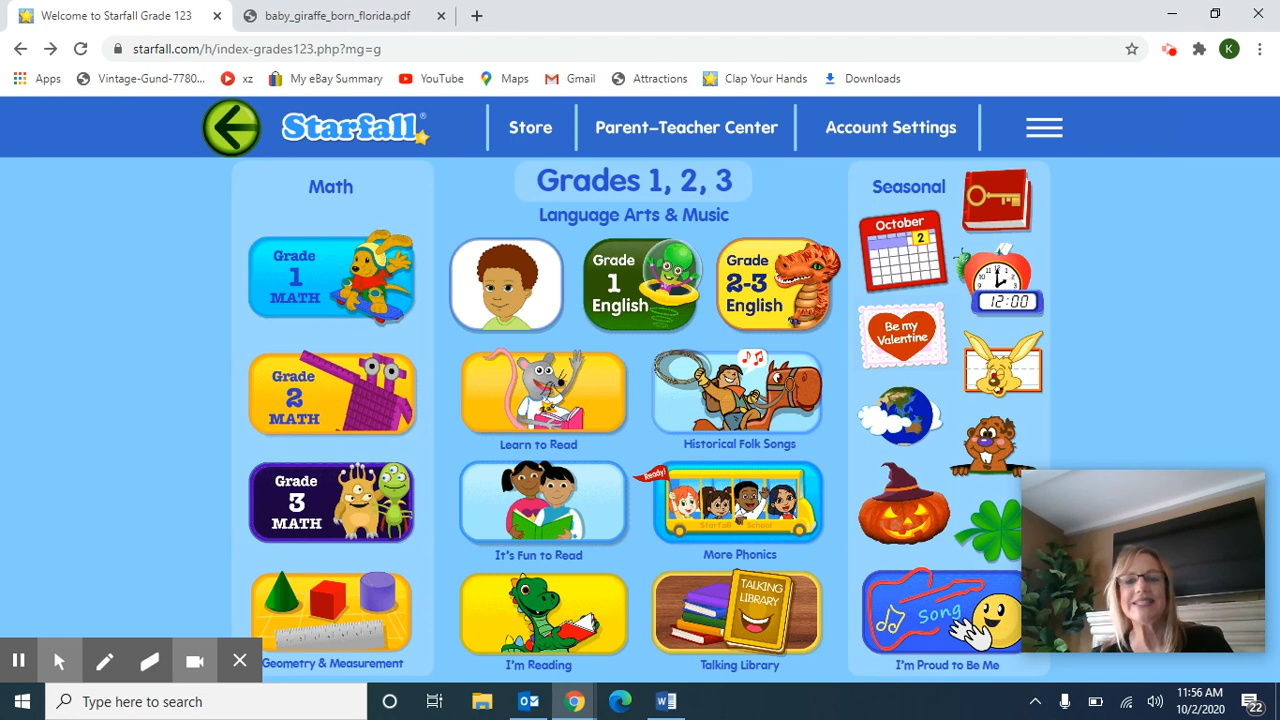 Welcome to Starfall Grade 123
baby_giraffe_born_florida.pdf
starfall.com/h/index-grades123.php?mg=g
K
Apps
Vintage-Gund-7780...
xz
My eBay Summary
YouTube
Maps
Gmail
Attractions
Clap Your Hands
Downloads
Starfall®
Store
Parent–Teacher Center
Account Settings
Math
Grade
1
MATH
Grade
2
MATH
Grade
3
MATH
Geometry & Measurement
Grades 1, 2, 3
Language Arts & Music
Grade
1
English
Grade
2-3
English
Learn to Read
Historical Folk Songs
It's Fun to Read
Ready!
Starfall School
More Phonics
I'm Reading
TALKING
LIBRARY
Talking Library
Seasonal
October
2
12:00
Be my
Valentine
Song
I'm Proud to Be Me
Type here to search
11:56 AM
10/2/2020
22